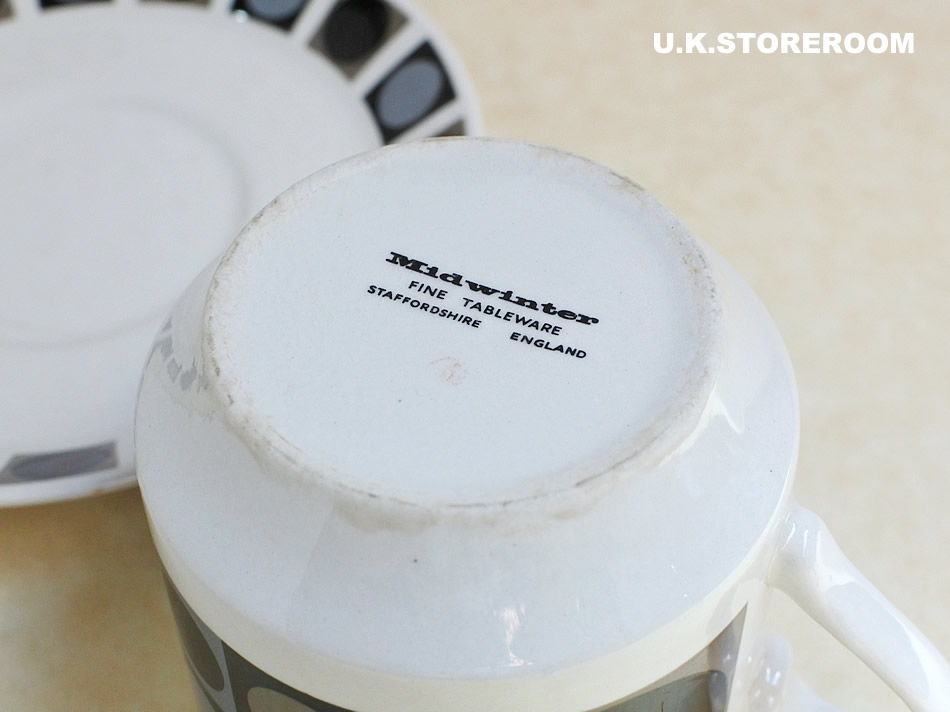 U.K.STOREROOM
Midwinter
FINE TABLEWARE
STAFFORDSHIRE ENGLAND